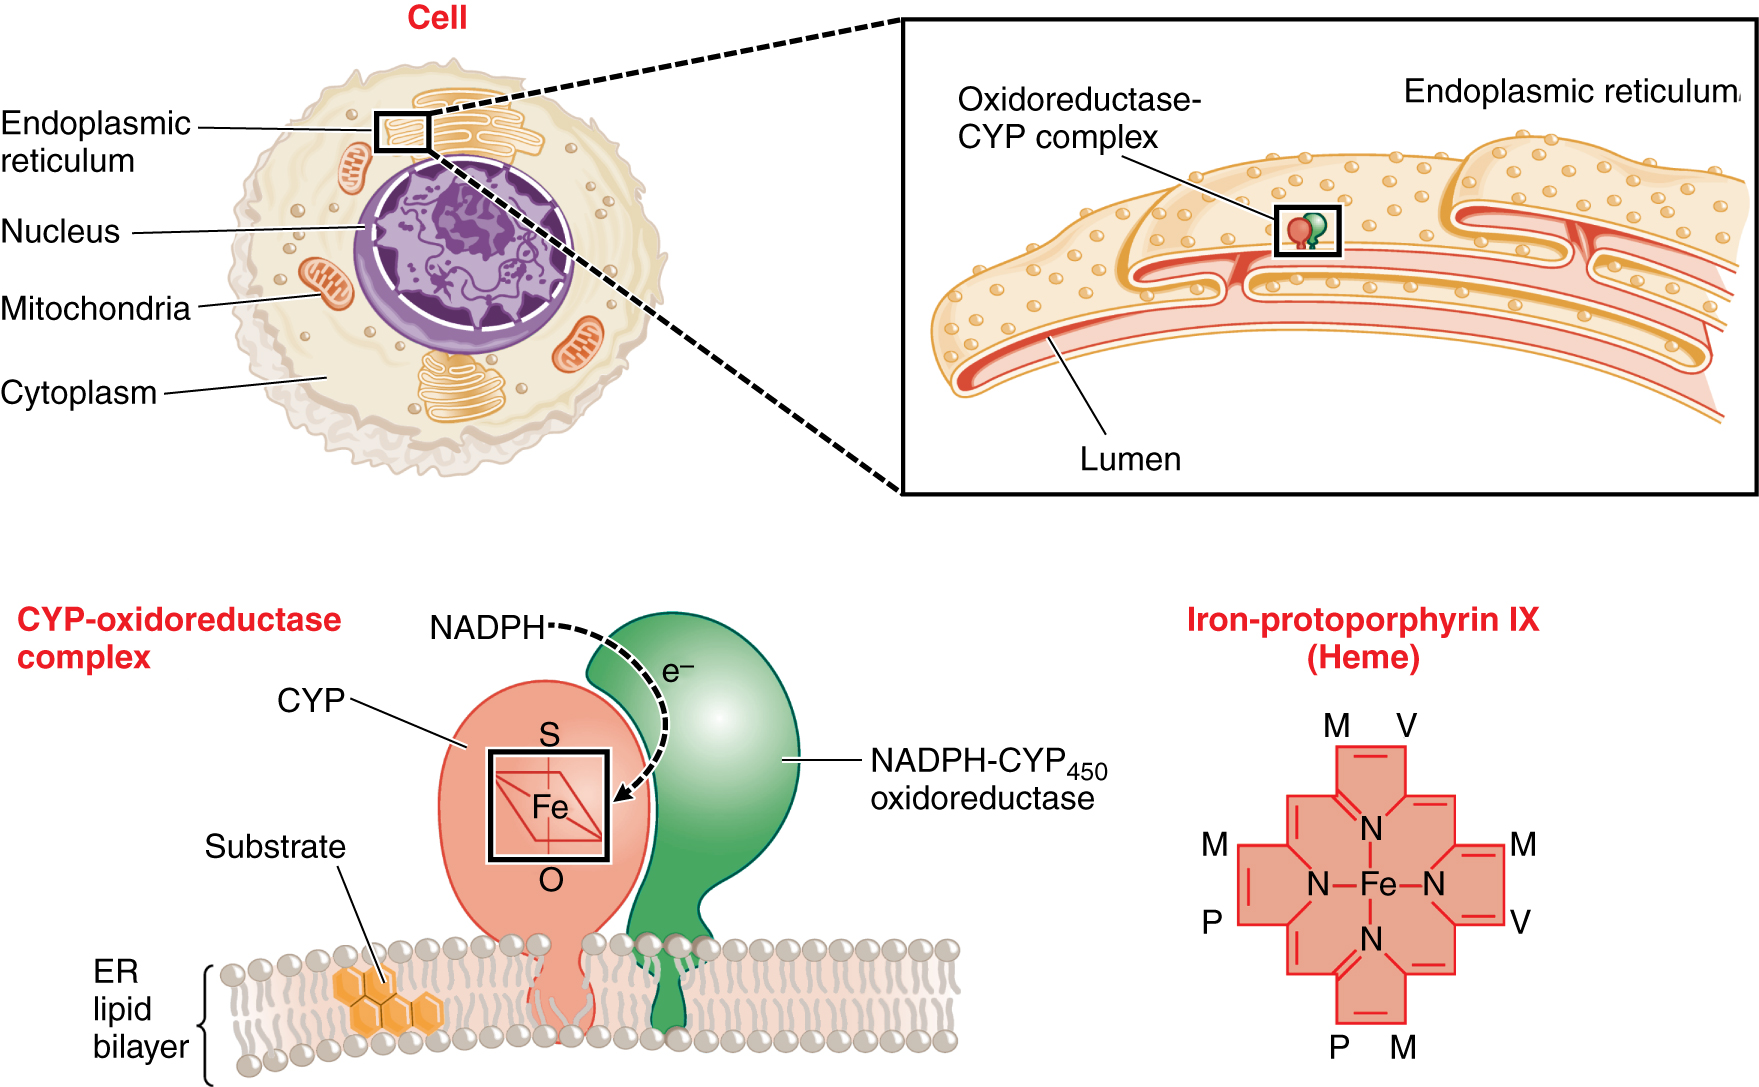 Cell
Endoplasmic
reticulum
Nucleus
Mitochondria
Cytoplasm
Oxidoreductase-
CYP complex
Endoplasmic reticulum
Lumen
CYP-oxidoreductase
complex
NADPH
e–
CYP
S
Fe
O
NADPH-CYP450
oxidoreductase
Substrate
ER
lipid
bilayer
Iron-protoporphyrin IX
(Heme)
M V
N
M M
N Fe N
P V
N
P M